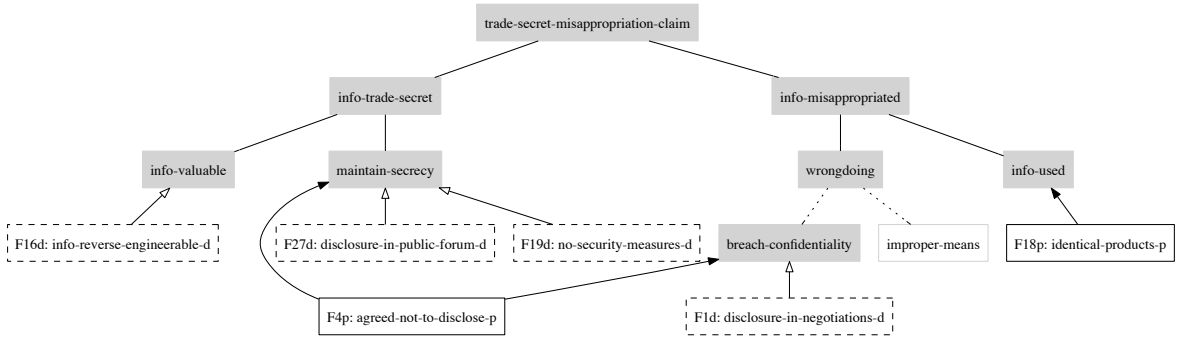 trade-secret-misappropriation-claim
info-trade-secret
info-misappropriated
info-valuable
maintain-secrecy
wrongdoing
info-used
F16d: info-reverse-engineerable-d
F27d: disclosure-in-public-forum-d
F19d: no-security-measures-d
breach-confidentiality
improper-means
F18p: identical-products-p
F4p: agreed-not-to-disclose-p
F1d: disclosure-in-negotiations-d